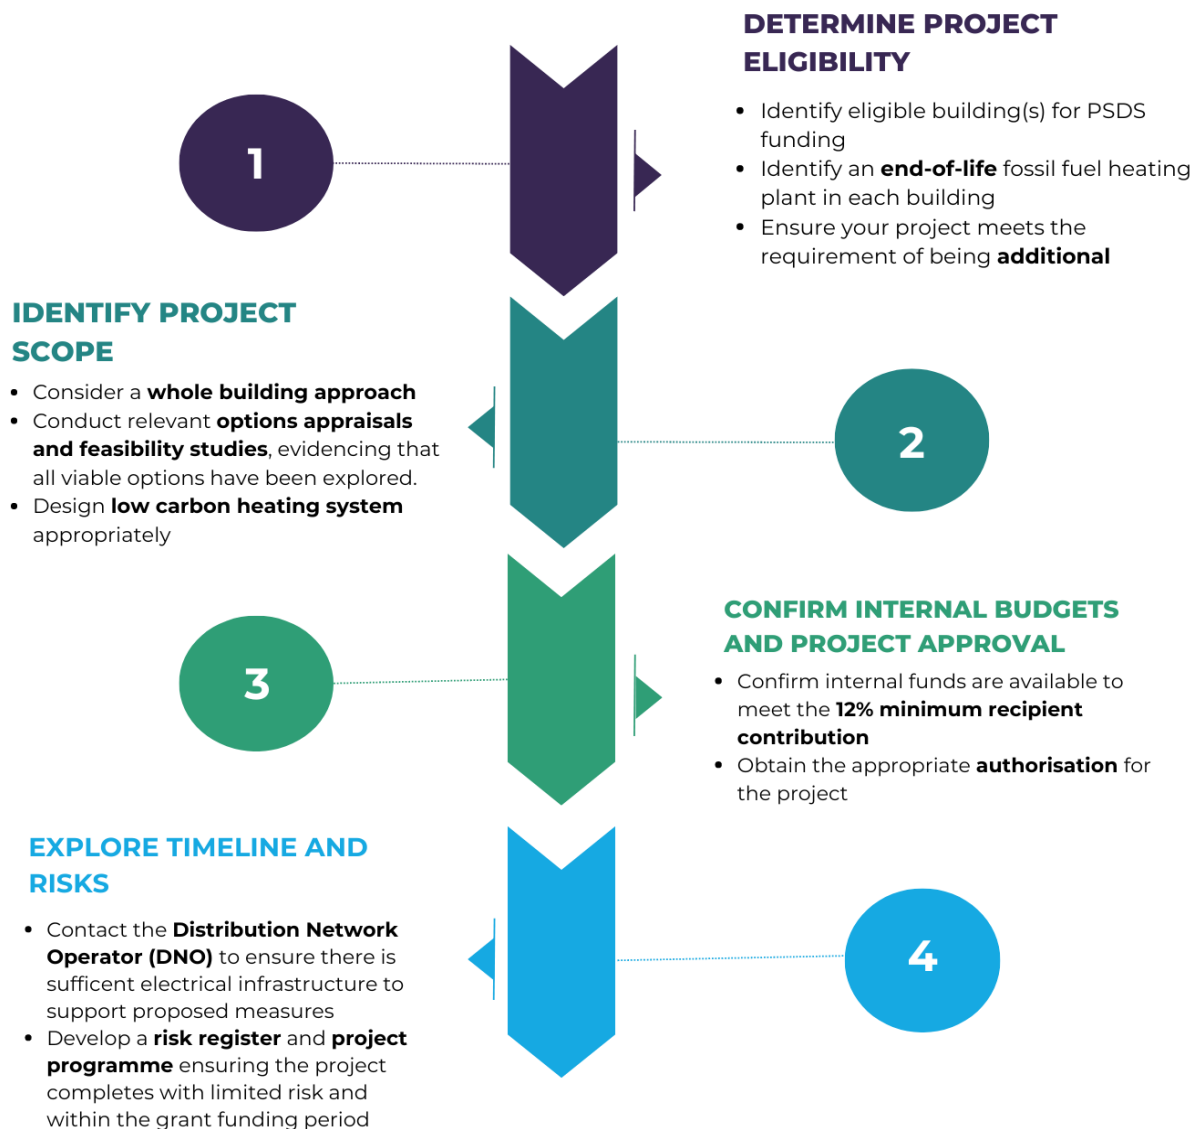 1
DETERMINE PROJECT
ELIGIBILITY
• Identify eligible building(s) for PSDS
funding
• Identify an end-of-life fossil fuel heating
plant in each building
• Ensure your project meets the
requirement of being additional
IDENTIFY PROJECT
SCOPE
• Consider a whole building approach
• Conduct relevant options appraisals
and feasibility studies, evidencing that
all viable options have been explored.
• Design low carbon heating system
appropriately
2
3
CONFIRM INTERNAL BUDGETS
AND PROJECT APPROVAL
• Confirm internal funds are available to
meet the 12% minimum recipient
contribution
• Obtain the appropriate authorisation for
the project
EXPLORE TIMELINE AND
RISKS
• Contact the Distribution Network
Operator (DNO) to ensure there is
sufficent electrical infrastructure to
support proposed measures
• Develop a risk register and project
programme ensuring the project
completes with limited risk and
within the grant funding period
4